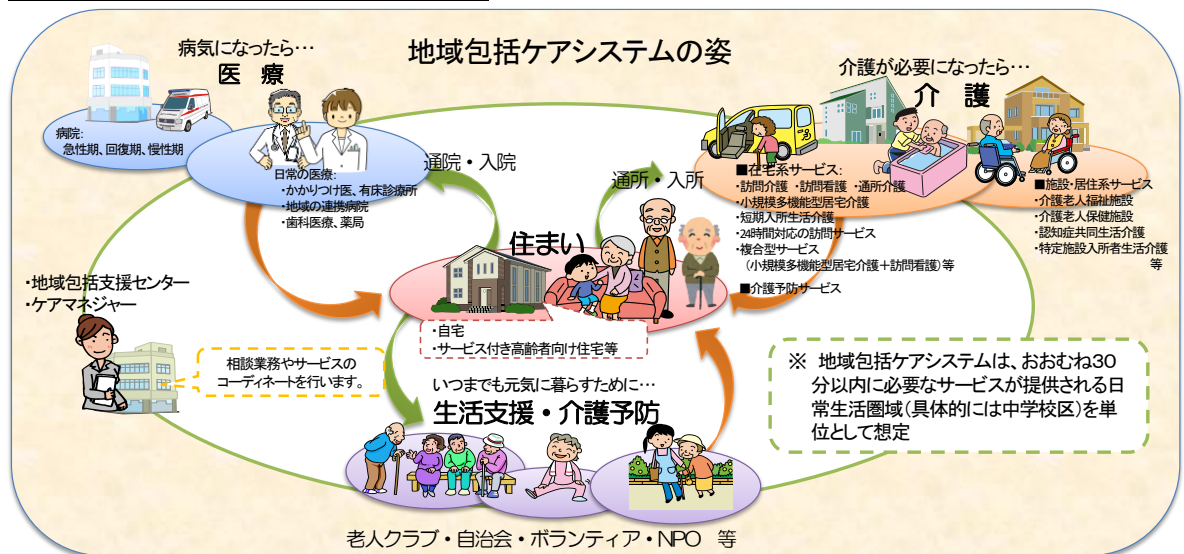 地域包括ケアシステムの姿
病気になったら…
医 療
病院:
急性期、回復期、慢性期
日常の医療:
・かかりつけ医、有床診療所
・地域の連携病院
・歯科医療、薬局
通院・入院
通所・入所
介護が必要になったら…
介 護
■在宅系サービス:
・訪問介護 ・訪問看護 ・通所介護
・小規模多機能型居宅介護
・短期入所生活介護
・24時間対応の訪問サービス
・複合型サービス
(小規模多機能型居宅介護+訪問看護)等
■介護予防サービス
■施設・居住系サービス
・介護老人福祉施設
・介護老人保健施設
・認知症共同生活介護
・特定施設入所者生活介護
等
住まい
・自宅
・サービス付き高齢者向け住宅等
・地域包括支援センター
・ケアマネジャー
相談業務やサービスの
コーディネートを行います。
いつまでも元気に暮らすために…
生活支援・介護予防
老人クラブ・自治会・ボランティア・NPO 等
※ 地域包括ケアシステムは、おおむね30
分以内に必要なサービスが提供される日
常生活圏域(具体的には中学校区)を単
位として想定